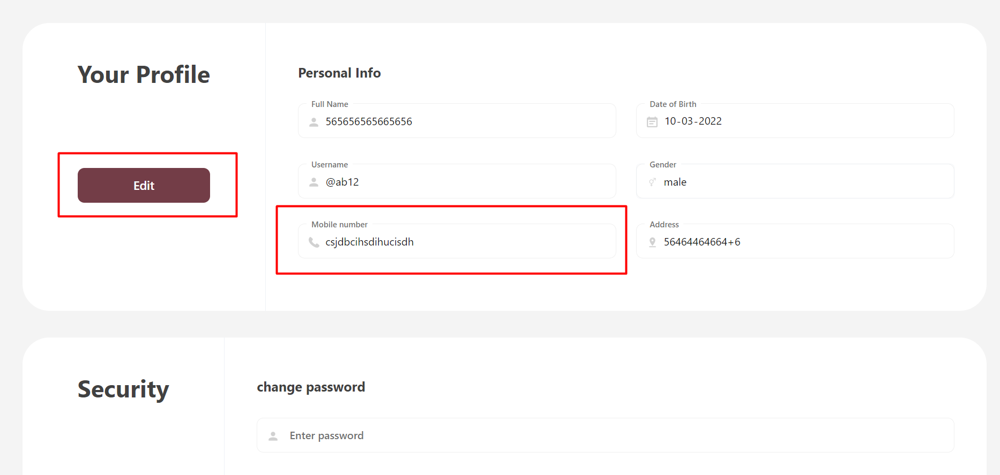 Your Profile
Edit
Personal Info
Full Name
565656565665656
Date of Birth
10-03-2022
Username
@ab12
Gender
male
Mobile number
csjdbcihsdihucisdh
Address
56464464664+6
Security
change password
Enter password